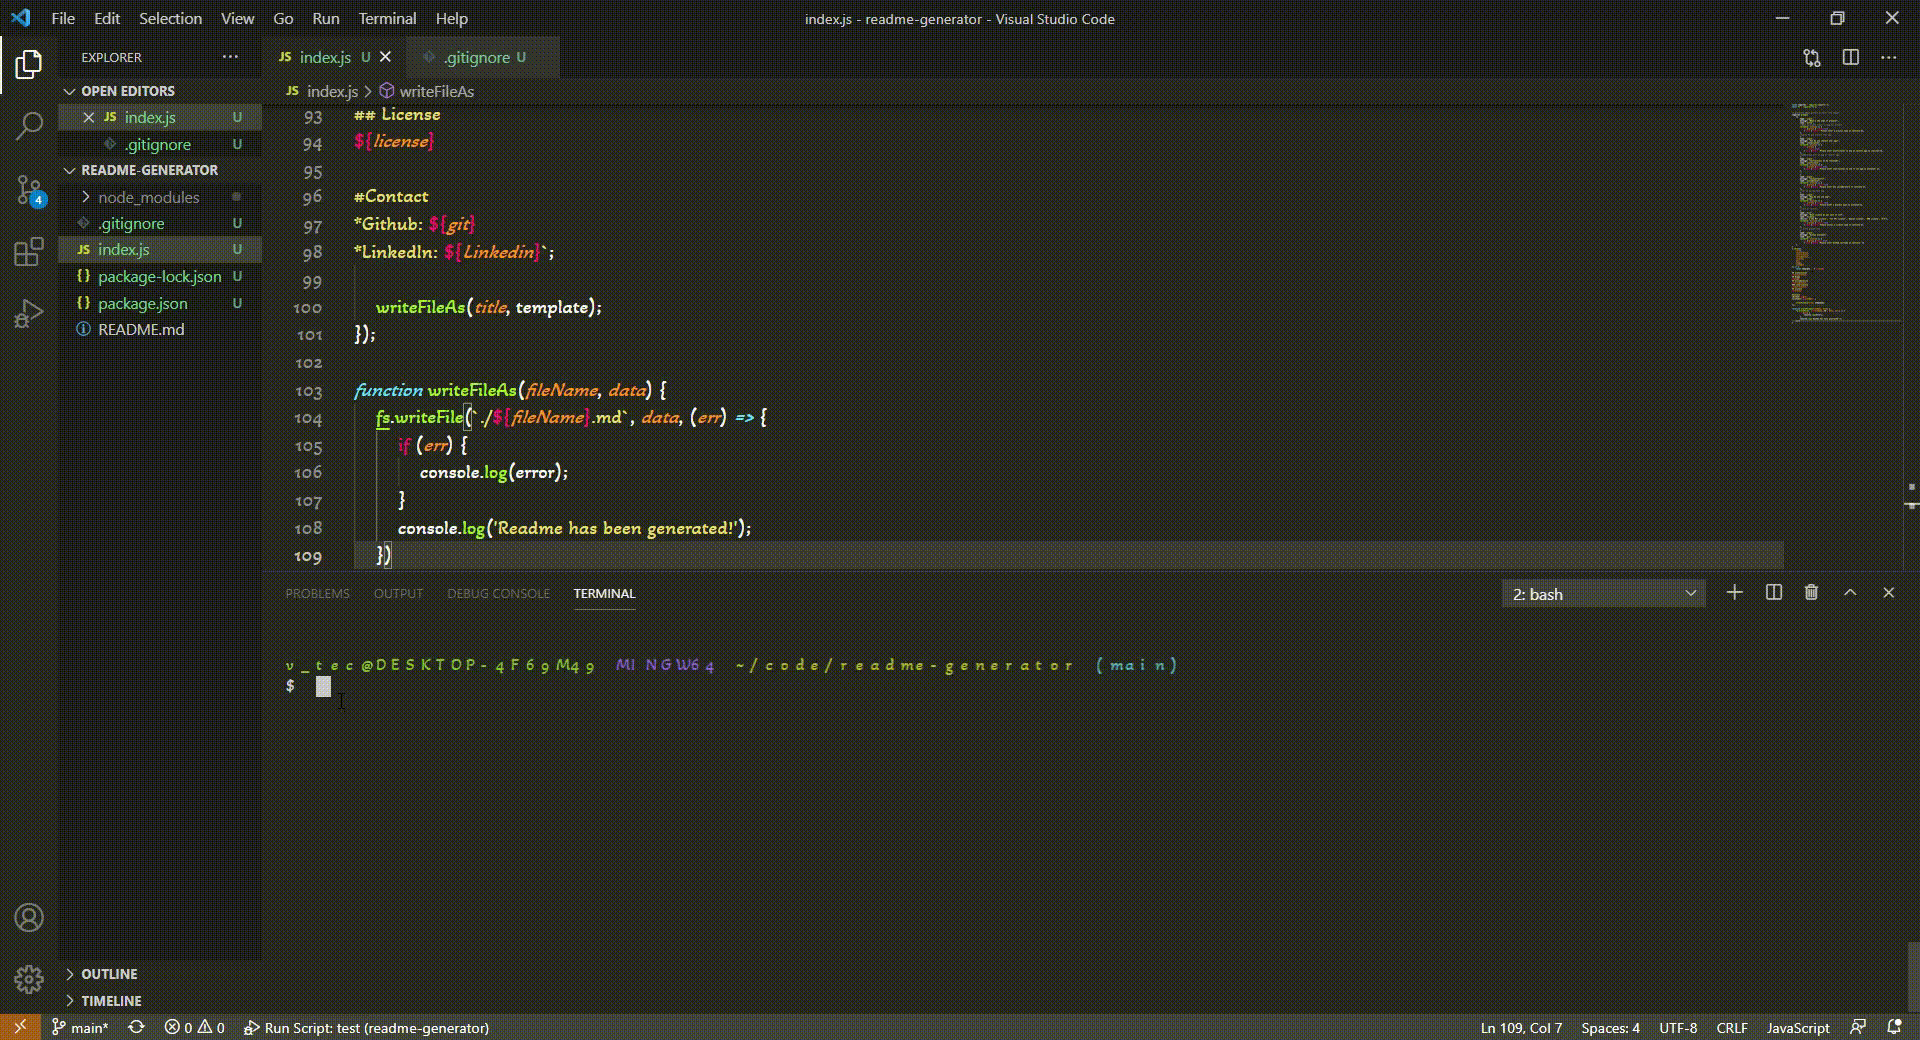 File Edit Selection View Go Run Terminal Help
index.js - readme-generator - Visual Studio Code
EXPLORER
OPEN EDITORS
JS index.js U
.gitignore U
README-GENERATOR
node_modules
.gitignore U
JS index.js U
{} package-lock.json U
{} package.json U
README.md
OUTLINE
TIMELINE
4
JS index.js U
.gitignore U
JS index.js > writeFileAs
93 ## License
94 ${license}
95
96 #Contact
97 *Github: ${git}
98 *LinkedIn: ${Linkedin}`;
99
100 writeFileAs(title, template);
101 });
102
103 function writeFileAs(fileName, data) {
104 fs.writeFile(`./${fileName}.md`, data, (err) => {
105 if (err) {
106 console.log(error);
107 }
108 console.log('Readme has been generated!');
109 })
PROBLEMS OUTPUT DEBUG CONSOLE TERMINAL
2: bash
v_tec@DESKTOP-4F69M49 MINGW64 ~/code/readme-generator (main)
$
main* 0 0 Run Script: test (readme-generator)
Ln 109, Col 7 Spaces: 4 UTF-8 CRLF JavaScript